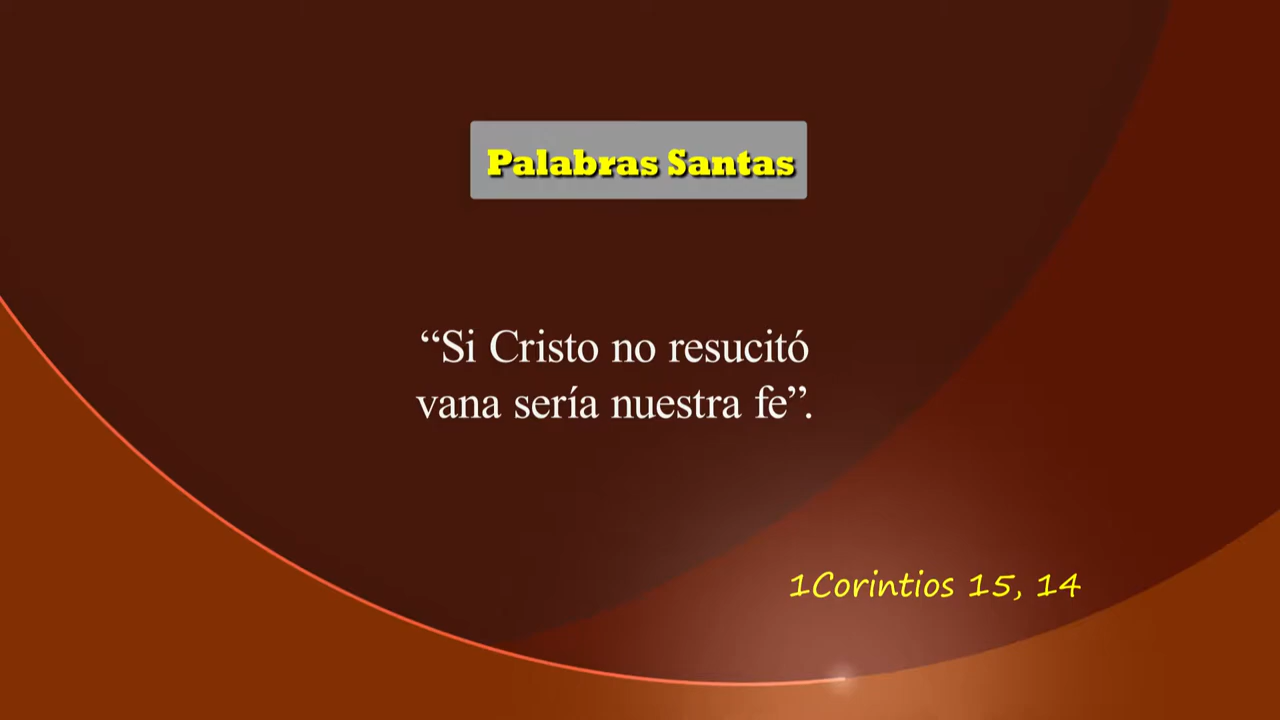 Palabras Santas
“Si Cristo no resucitó
vana sería nuestra fe”.
1Corintios 15, 14